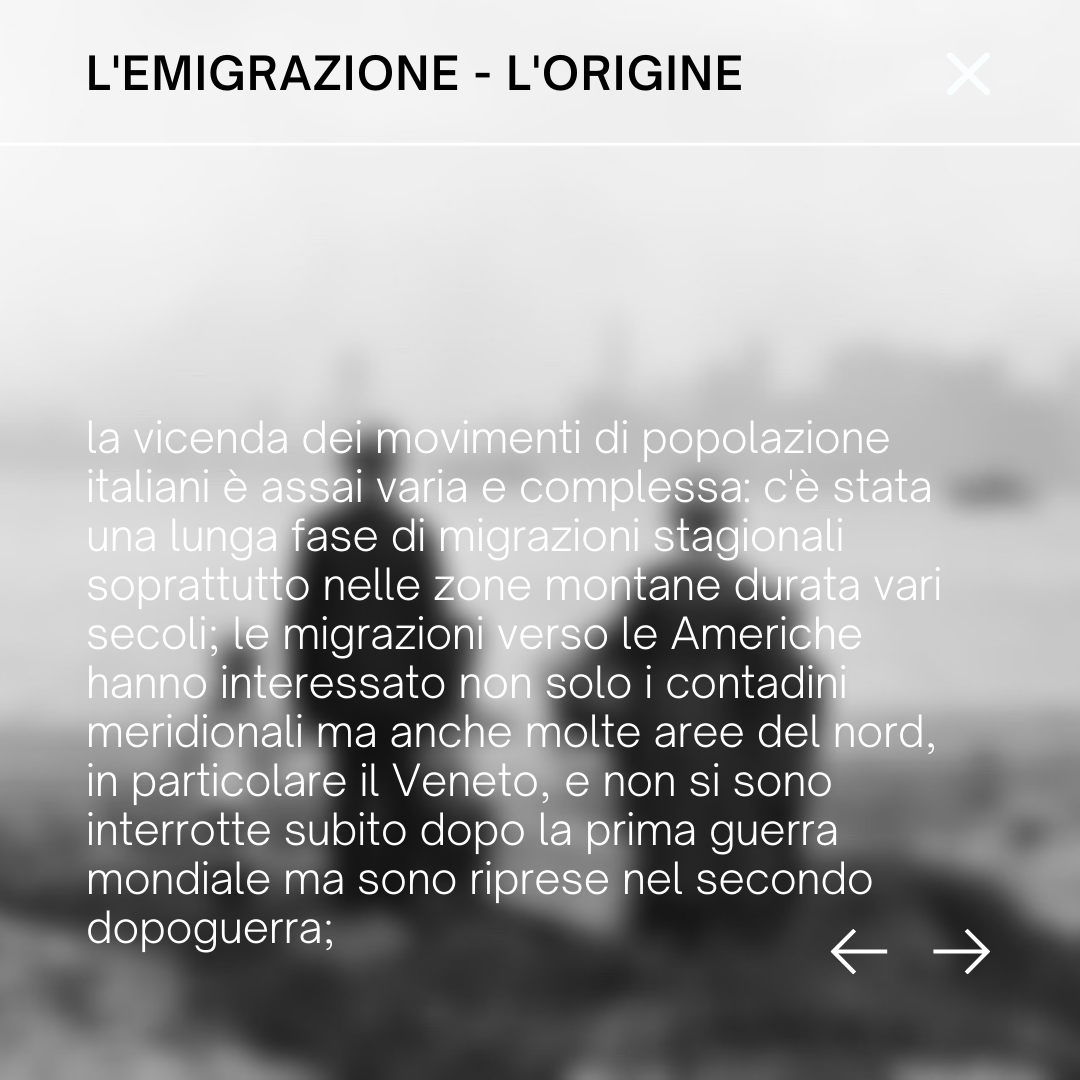 L'EMIGRAZIONE - L'ORIGINE
la vicenda dei movimenti di popolazione
italiani è assai varia e complessa: c'è stata
una lunga fase di migrazioni stagionali
soprattutto nelle zone montane durata vari
secoli; le migrazioni verso le Americhe
hanno interessato non solo i contadini
meridionali ma anche molte aree del nord,
in particolare il Veneto, e non si sono
interrotte subito dopo la prima guerra
mondiale ma sono riprese nel secondo
dopoguerra;